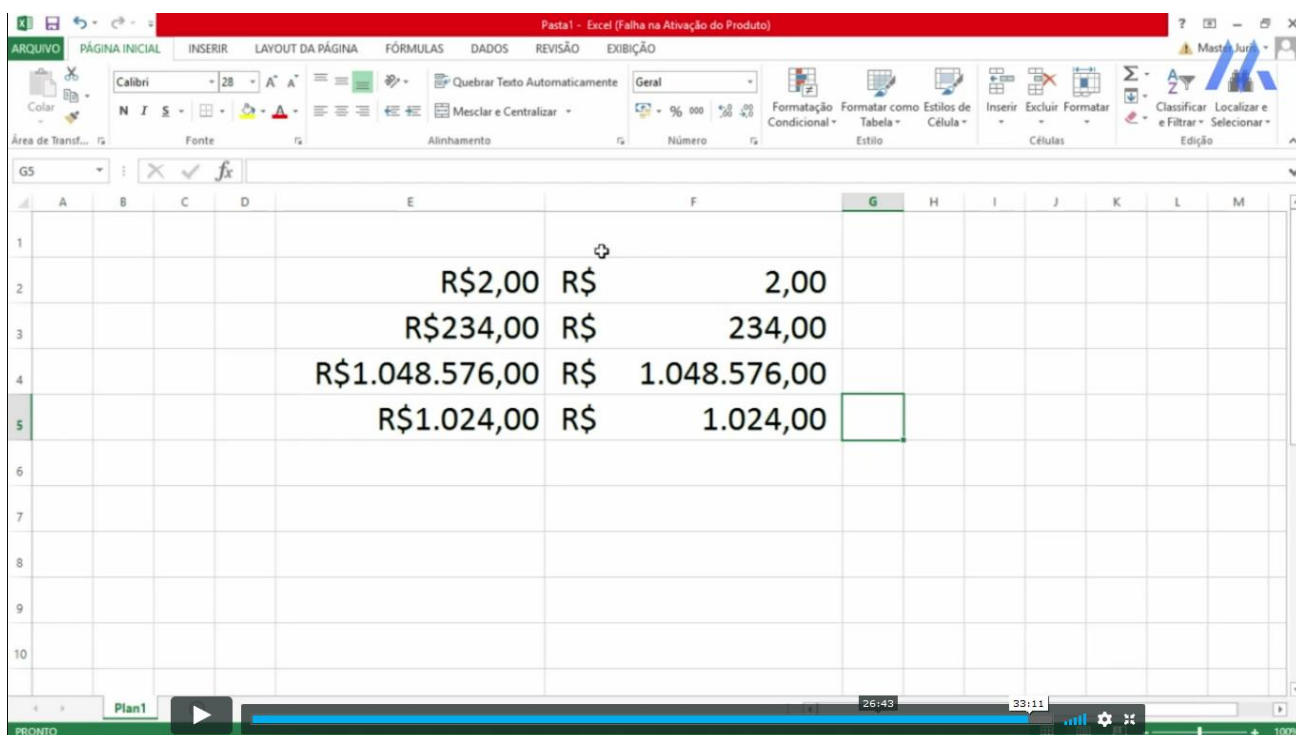 Pasta1 - Excel (Falha na Ativação do Produto)
ARQUIVO PÁGINA INICIAL INSERIR LAYOUT DA PÁGINA FÓRMULAS DADOS REVISÃO EXIBIÇÃO
Calibri 28 Quebrar Texto Automaticamente Geral
Colar N I S Mesclar e Centralizar % 000 Formatação Condicional Formatar como Tabela Estilos de Célula Inserir Excluir Formatar Classificar e Filtrar Localizar e Selecionar
Área de Transf... Fonte Alinhamento Número Estilo Células Edição
G5 fx
A B C D E F G H I J K L M
1
2 R$2,00 R$ 2,00
3 R$234,00 R$ 234,00
4 R$1.048.576,00 R$ 1.048.576,00
5 R$1.024,00 R$ 1.024,00
6
7
8
9
10
Plan1 26:43 33:11
PRONTO 100%